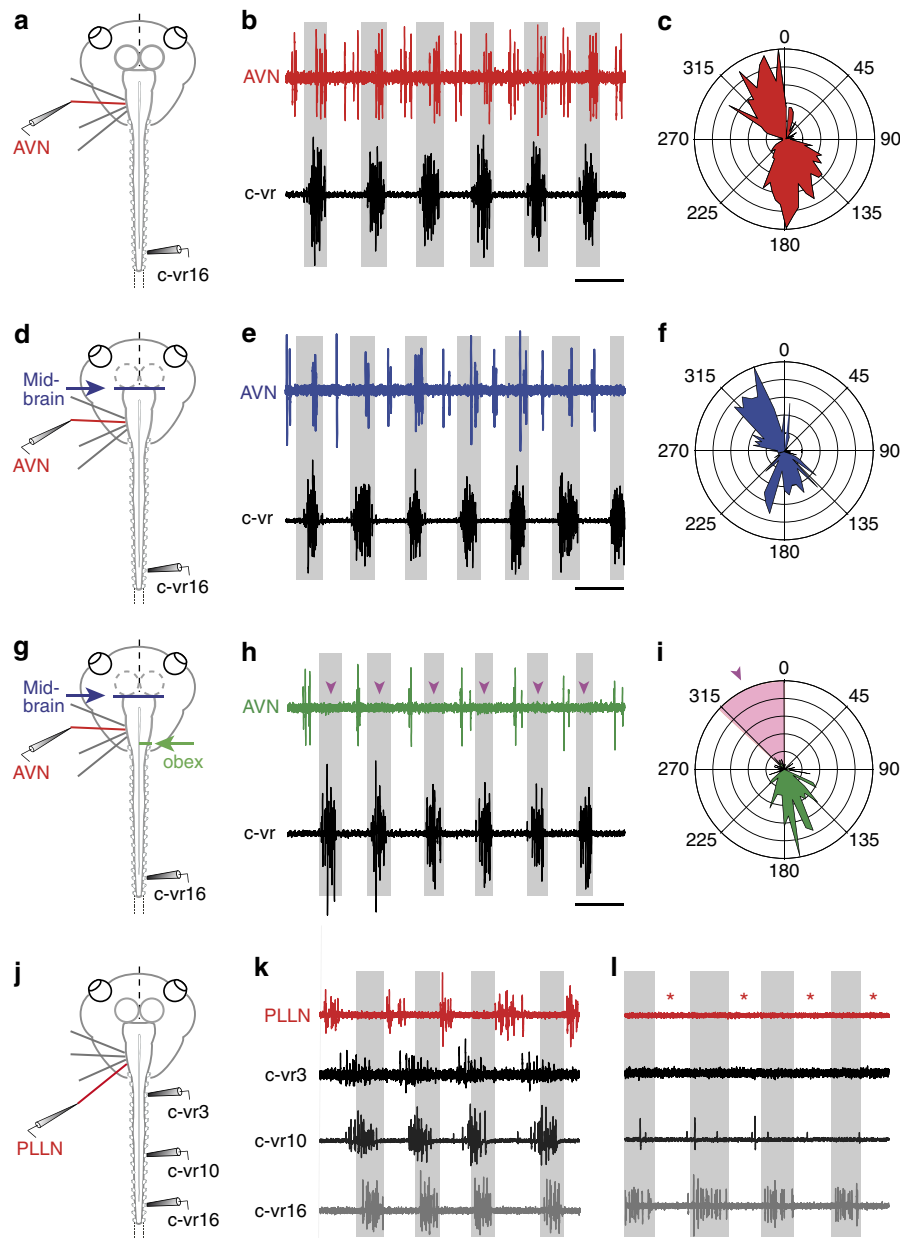 a
AVN
c-vr16
b
AVN
c-vr
c
0
45
90
135
180
225
270
315
d
Mid-
brain
AVN
c-vr16
e
AVN
c-vr
f
0
45
90
135
180
225
270
315
g
Mid-
brain
obex
AVN
c-vr16
h
AVN
c-vr
i
0
45
90
135
180
225
270
315
j
PLLN
c-vr3
c-vr10
c-vr16
k
PLLN
c-vr3
c-vr10
c-vr16
l
* * * *